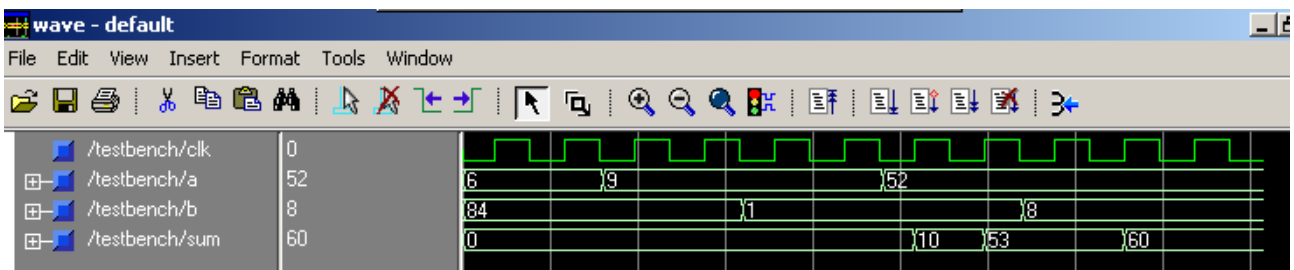 wave - default
File Edit View Insert Format Tools Window
/testbench/clk 0
/testbench/a 52 6 9 52
/testbench/b 8 84 1 8
/testbench/sum 60 0 10 53 60